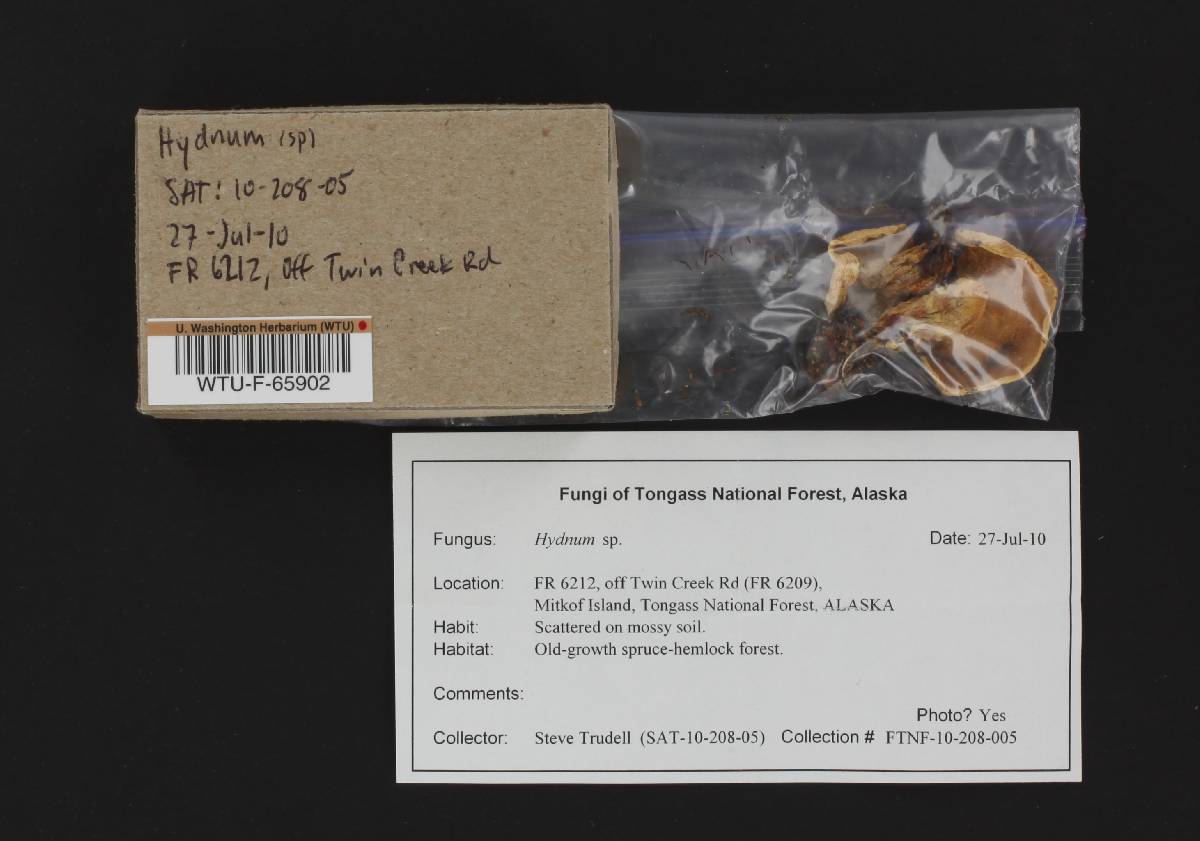 Hydnum (sp)
SAT: 10-208-05
27-Jul-10
FR 6212, off Twin Creek Rd
U. Washington Herbarium (WTU)
WTU-F-65902
Fungi of Tongass National Forest, Alaska
Fungus: Hydnum sp. Date: 27-Jul-10
Location: FR 6212, off Twin Creek Rd (FR 6209),
Mitkof Island, Tongass National Forest, ALASKA
Habit: Scattered on mossy soil.
Habitat: Old-growth spruce-hemlock forest.
Comments:
Photo? Yes
Collector: Steve Trudell (SAT-10-208-05) Collection # FTNF-10-208-005